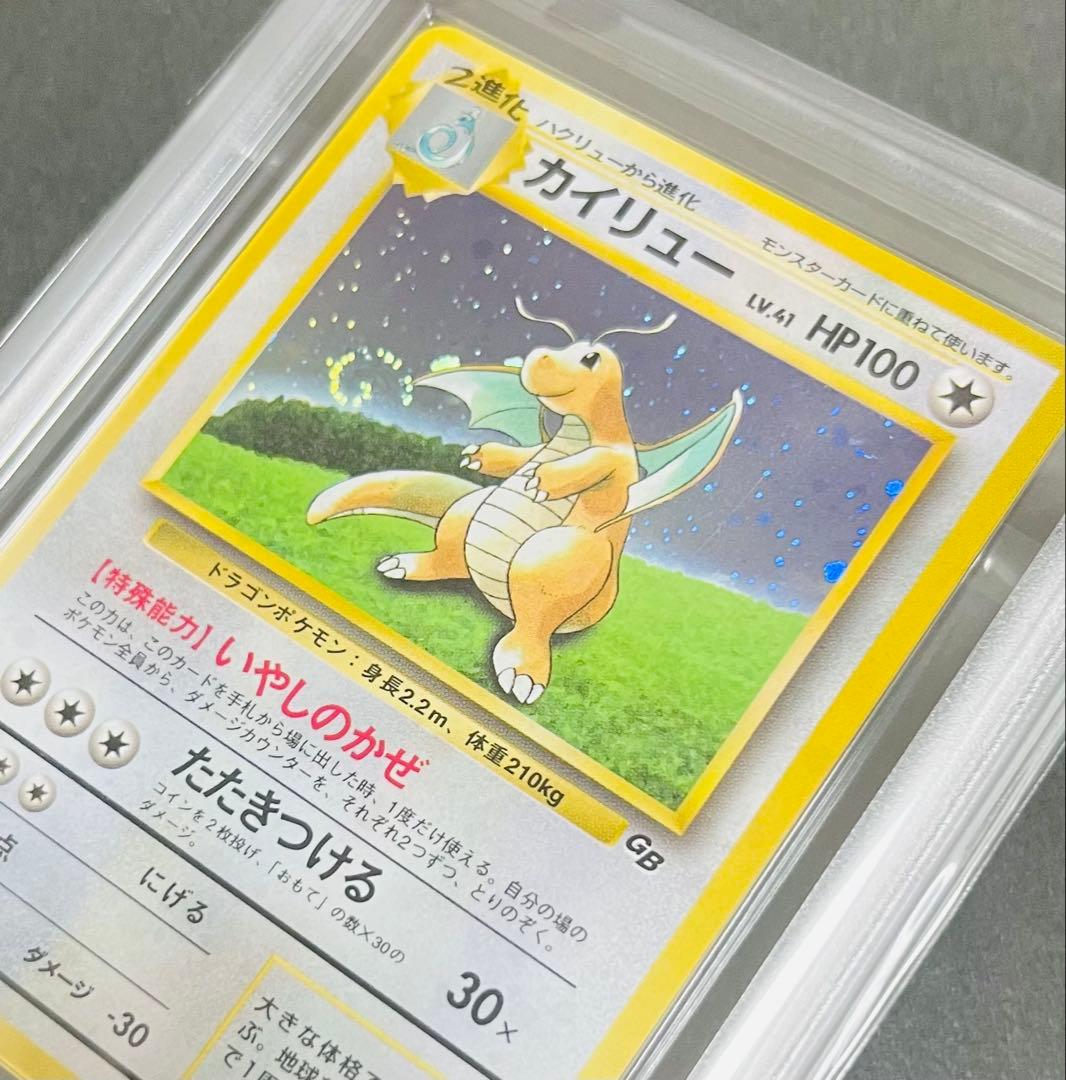 2進化
ハクリューから進化
カイリュー
モンスターカードに重ねて使います。
LV.41 HP100
ドラゴンポケモン：身長2.2m、体重210kg
GB
【特殊能力】いやしのかぜ
この力は、このカードを手札から場に出した時、1度だけ使える。自分の場の
ポケモン全員から、ダメージカウンターを、それぞれ2つずつ、とりのぞく。
たたきつける
コインを2枚投げ、「おもて」の数×30の
ダメージ。
30×
点
にげる
ダメージ -30
大きな体格で
ぶ。地球
で1周